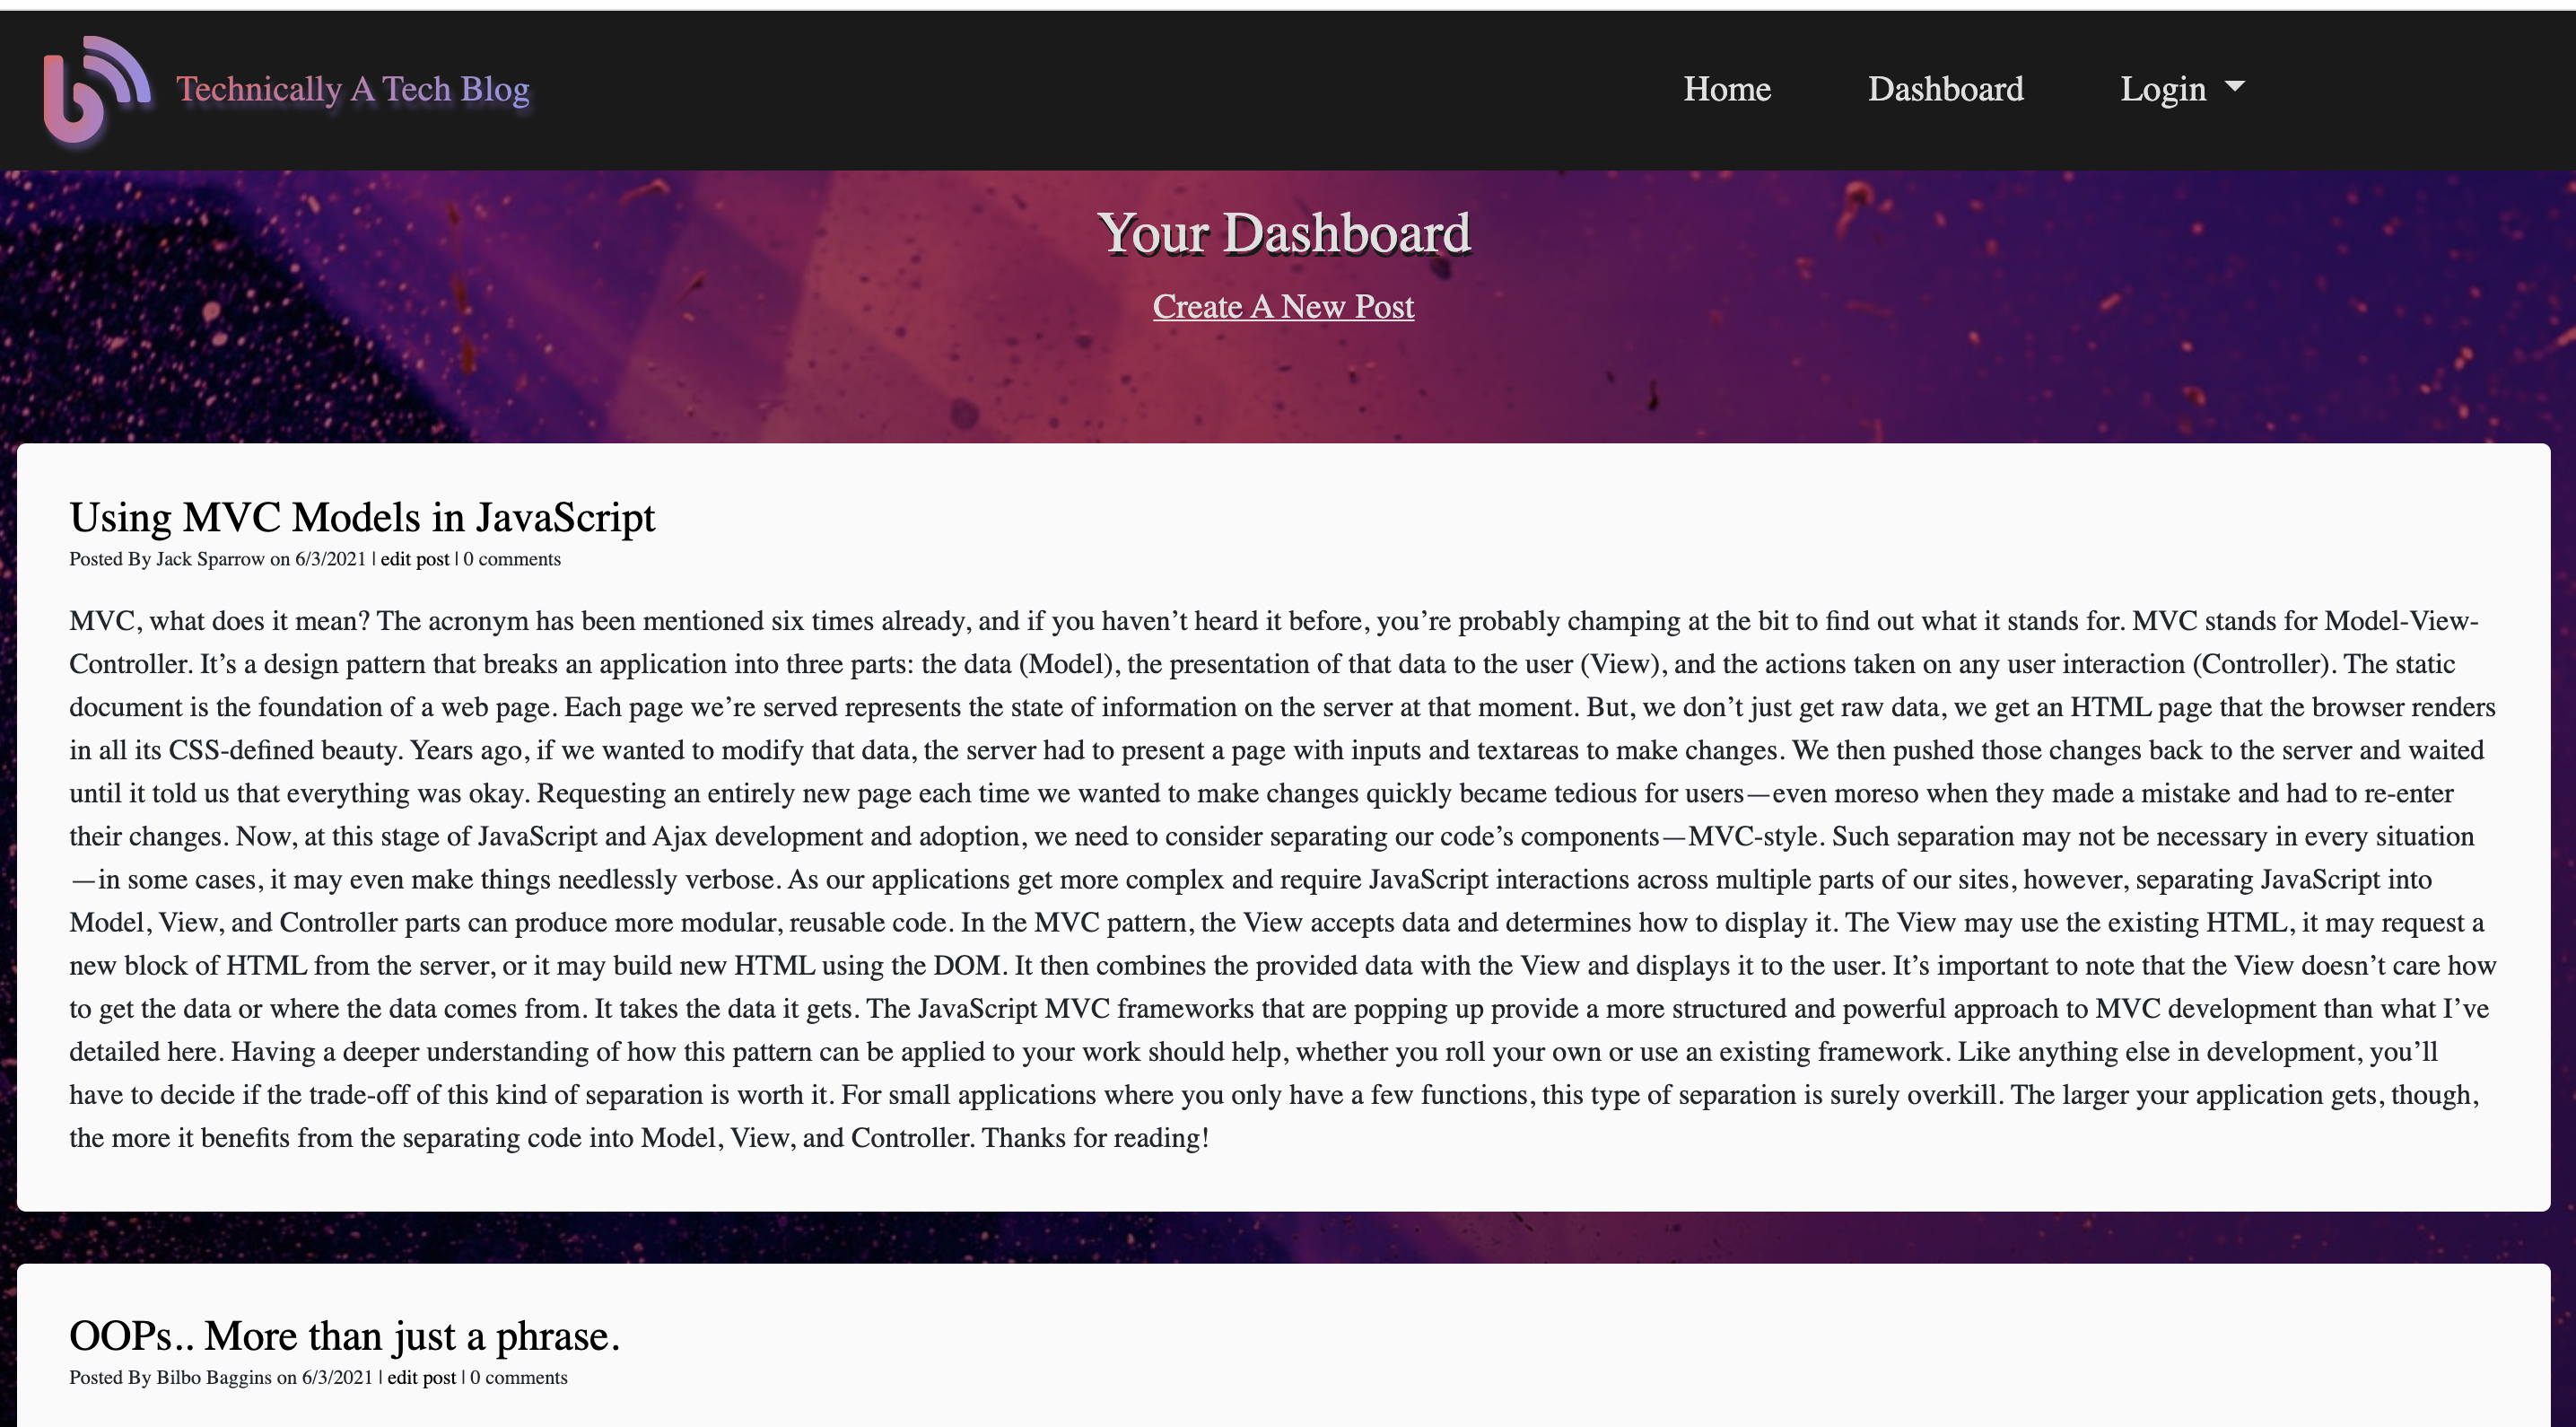 Technically A Tech Blog
Home Dashboard Login
Your Dashboard
Create A New Post
Using MVC Models in JavaScript
Posted By Jack Sparrow on 6/3/2021 | edit post | 0 comments
MVC, what does it mean? The acronym has been mentioned six times already, and if you haven’t heard it before, you’re probably champing at the bit to find out what it stands for. MVC stands for Model-View-
Controller. It’s a design pattern that breaks an application into three parts: the data (Model), the presentation of that data to the user (View), and the actions taken on any user interaction (Controller). The static
document is the foundation of a web page. Each page we’re served represents the state of information on the server at that moment. But, we don’t just get raw data, we get an HTML page that the browser renders
in all its CSS-defined beauty. Years ago, if we wanted to modify that data, the server had to present a page with inputs and textareas to make changes. We then pushed those changes back to the server and waited
until it told us that everything was okay. Requesting an entirely new page each time we wanted to make changes quickly became tedious for users—even moreso when they made a mistake and had to re-enter
their changes. Now, at this stage of JavaScript and Ajax development and adoption, we need to consider separating our code’s components—MVC-style. Such separation may not be necessary in every situation
—in some cases, it may even make things needlessly verbose. As our applications get more complex and require JavaScript interactions across multiple parts of our sites, however, separating JavaScript into
Model, View, and Controller parts can produce more modular, reusable code. In the MVC pattern, the View accepts data and determines how to display it. The View may use the existing HTML, it may request a
new block of HTML from the server, or it may build new HTML using the DOM. It then combines the provided data with the View and displays it to the user. It’s important to note that the View doesn’t care how
to get the data or where the data comes from. It takes the data it gets. The JavaScript MVC frameworks that are popping up provide a more structured and powerful approach to MVC development than what I’ve
detailed here. Having a deeper understanding of how this pattern can be applied to your work should help, whether you roll your own or use an existing framework. Like anything else in development, you’ll
have to decide if the trade-off of this kind of separation is worth it. For small applications where you only have a few functions, this type of separation is surely overkill. The larger your application gets, though,
the more it benefits from the separating code into Model, View, and Controller. Thanks for reading!
OOPs.. More than just a phrase.
Posted By Bilbo Baggins on 6/3/2021 | edit post | 0 comments